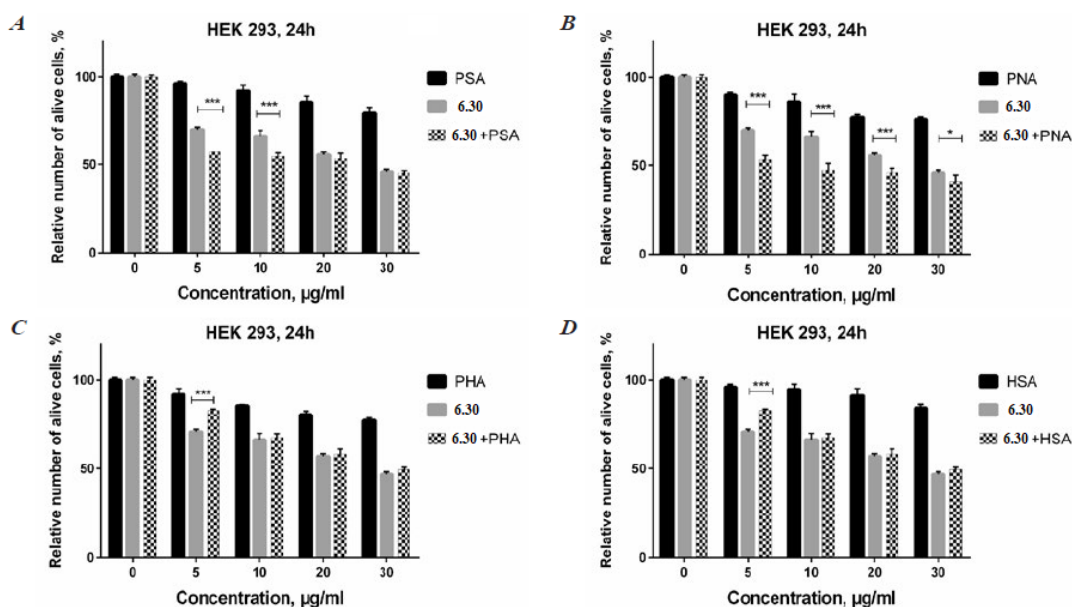 A
HEK 293, 24h
Relative number of alive cells, %
100
50
0
***
***
PSA
6.30
6.30 +PSA
0 5 10 20 30
Concentration, µg/ml
B
HEK 293, 24h
Relative number of alive cells, %
100
50
0
***
***
***
*
PNA
6.30
6.30 +PNA
0 5 10 20 30
Concentration, µg/ml
C
HEK 293, 24h
Relative number of alive cells, %
100
50
0
***
PHA
6.30
6.30 +PHA
0 5 10 20 30
Concentration, µg/ml
D
HEK 293, 24h
Relative number of alive cells, %
100
50
0
***
HSA
6.30
6.30 +HSA
0 5 10 20 30
Concentration, µg/ml